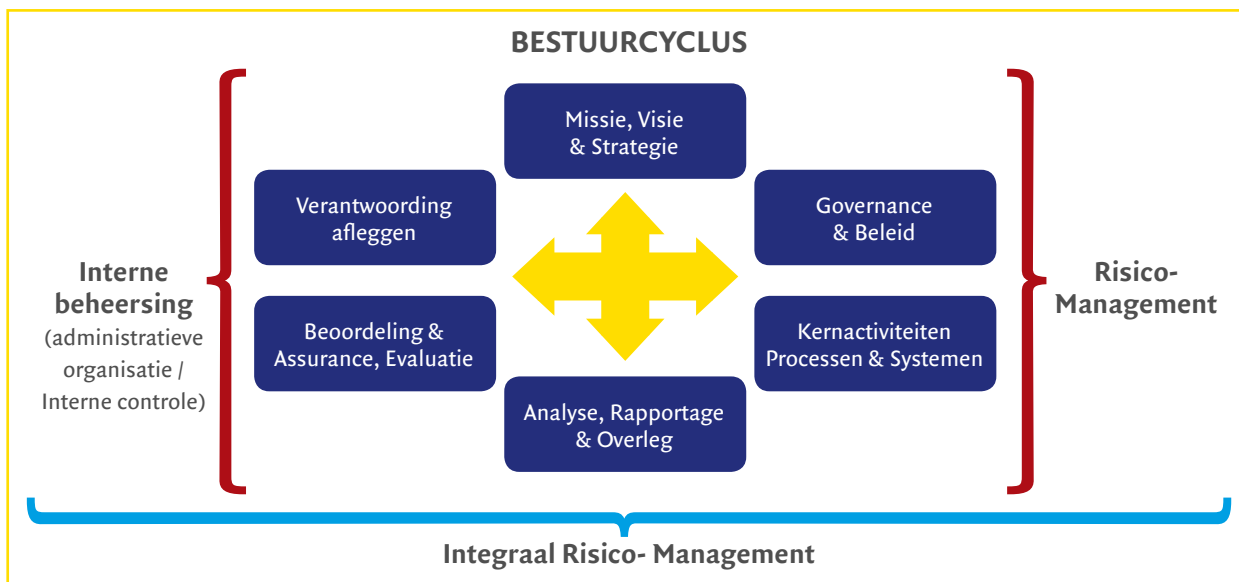 BESTUURCYCLUS
Missie, Visie
& Strategie
Verantwoording
afleggen
Governance
& Beleid
Interne
beheersing
(administratieve
organisatie /
Interne controle)
Risico-
Management
Beoordeling &
Assurance, Evaluatie
Kernactiviteiten
Processen & Systemen
Analyse, Rapportage
& Overleg
Integraal Risico- Management